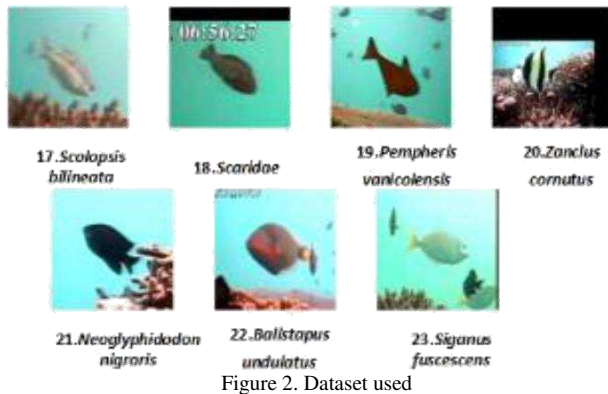 06:56:27
17.Scolopsis
bilineata
18.Scaridae
19.Pempheris
vanicolensis
20.Zanclus
cornutus
21.Neoglyphidodon
nigroris
22.Balistapus
undulatus
23.Siganus
fuscescens
Figure 2. Dataset used